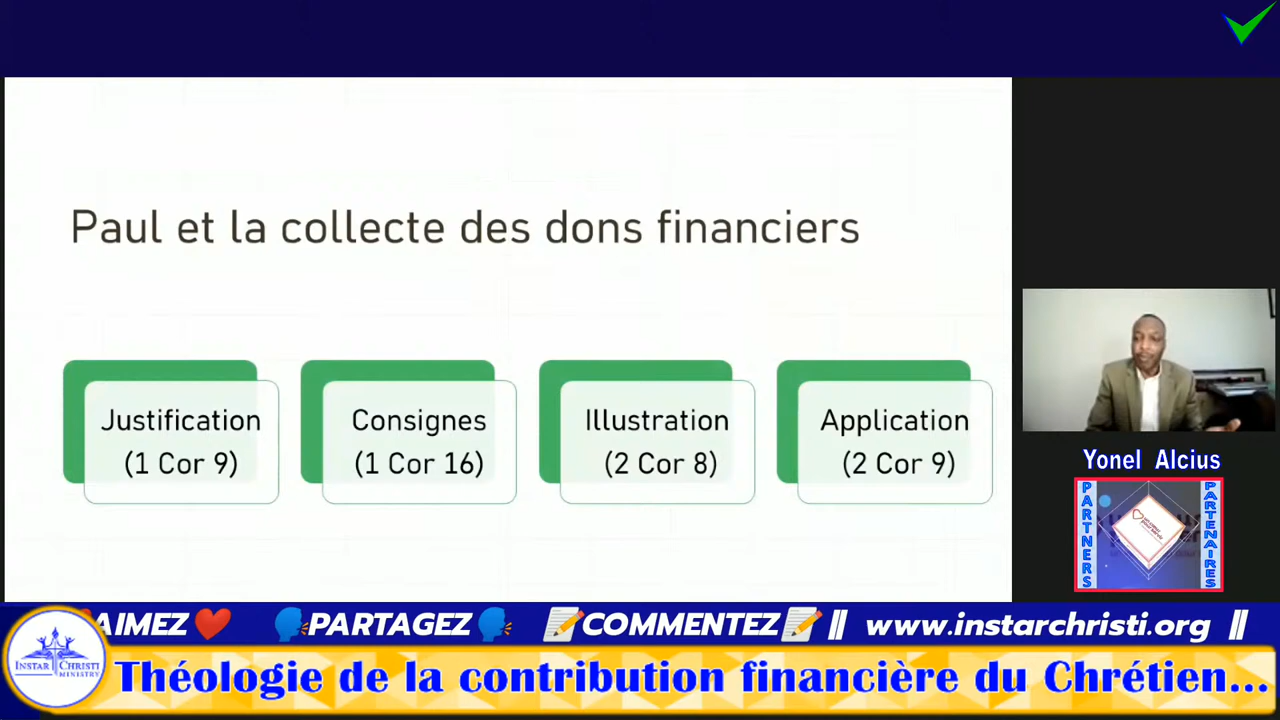 Paul et la collecte des dons financiers
Justification
(1 Cor 9)
Consignes
(1 Cor 16)
Illustration
(2 Cor 8)
Application
(2 Cor 9)
Yonel Alcius
PARTNERS
PARTENAIRES
AIMEZ PARTAGEZ COMMENTEZ || www.instarchristi.org ||
INSTAR CHRISTI
MINISTRY
Théologie de la contribution financière du Chrétien...